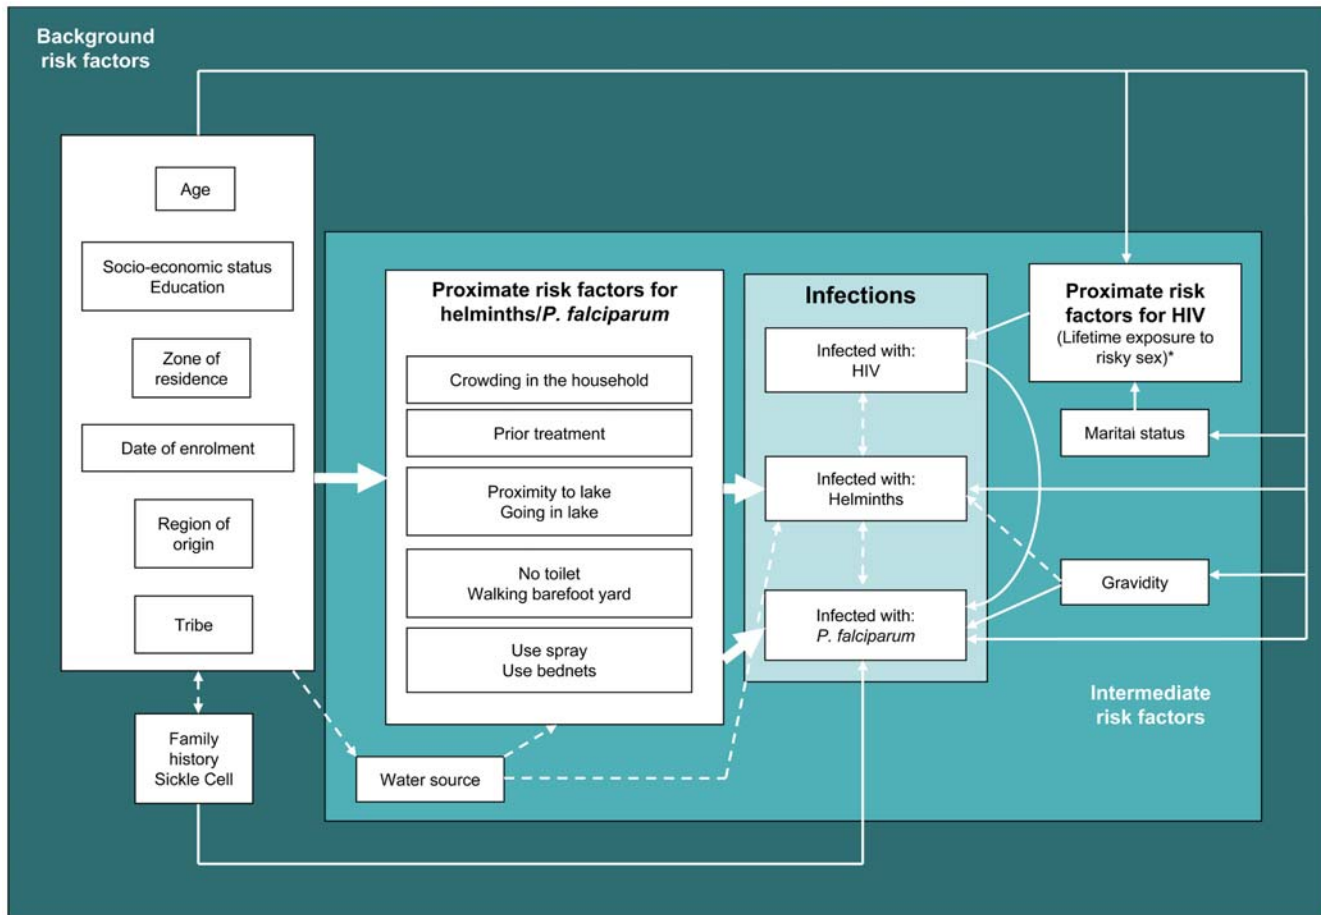 Background
risk factors
Age
Socio-economic status
Education
Zone of
residence
Date of enrolment
Region of
origin
Tribe
Family
history
Sickle Cell
Proximate risk factors for
helminths/P. falciparum
Crowding in the household
Prior treatment
Proximity to lake
Going in lake
No toilet
Walking barefoot yard
Use spray
Use bednets
Water source
Infections
Infected with:
HIV
Infected with:
Helminths
Infected with:
P. falciparum
Proximate risk
factors for HIV
(Lifetime exposure to
risky sex)*
Marital status
Gravidity
Intermediate
risk factors